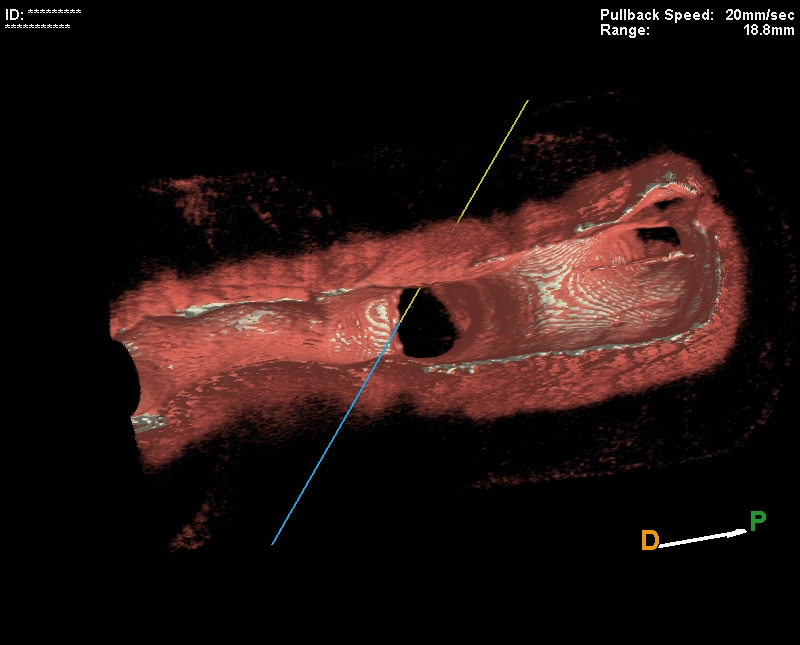 ID: *********
***********
Pullback Speed: 20mm/sec
Range: 18.8mm
P
D